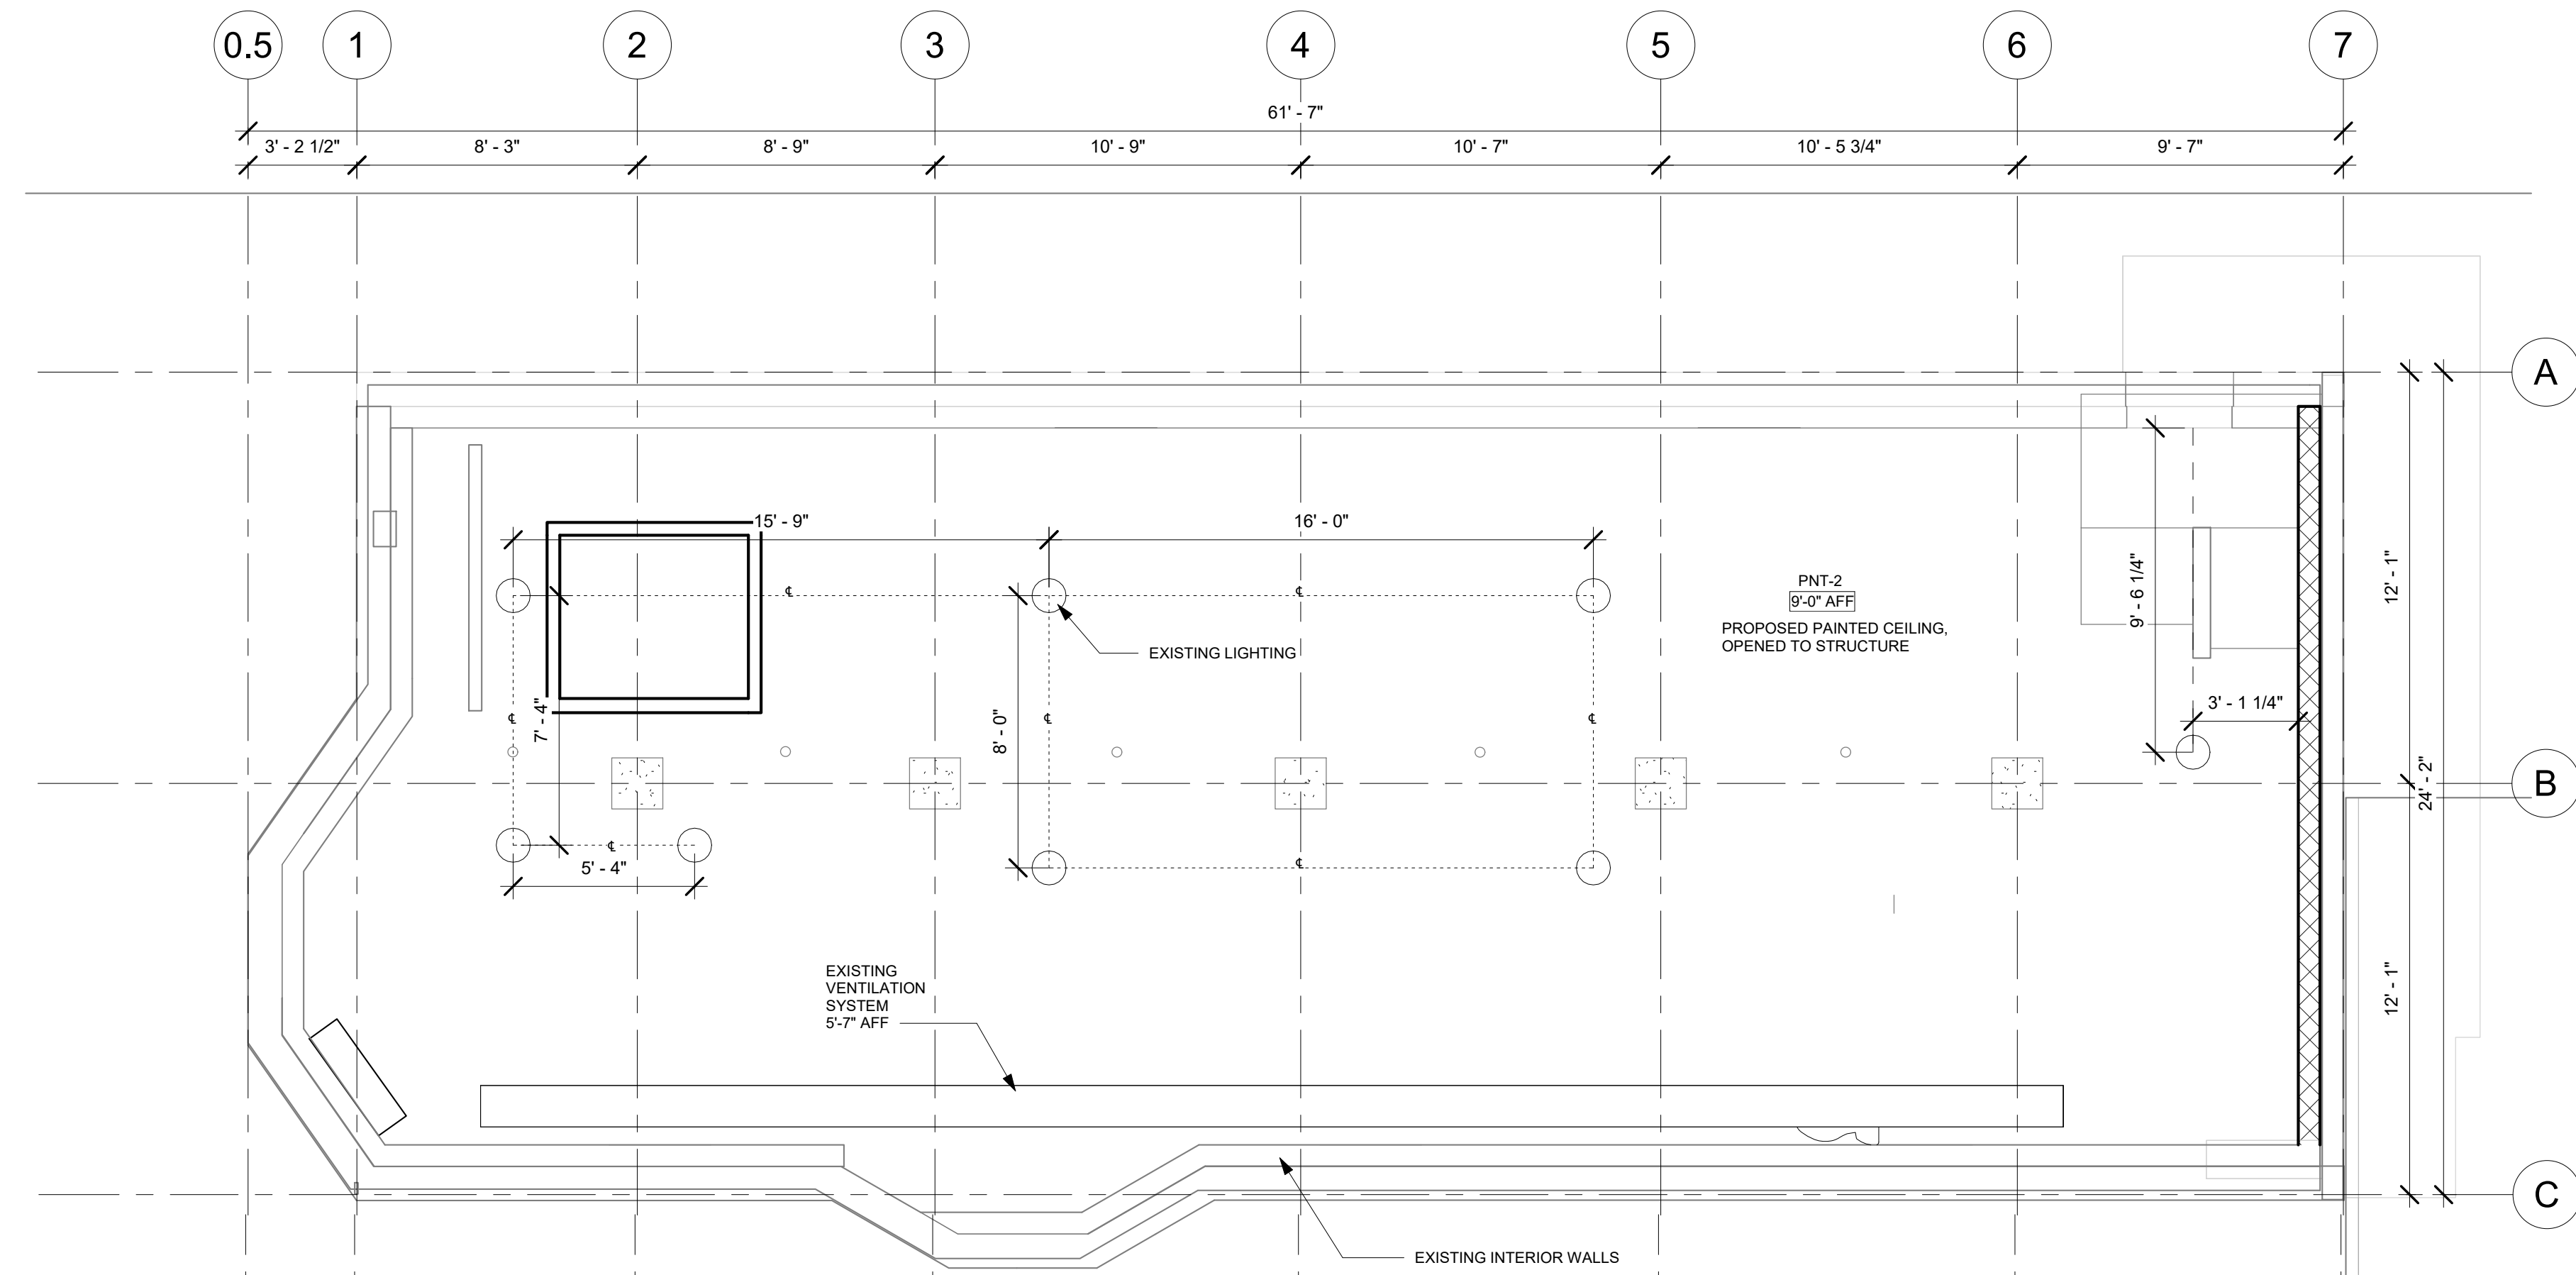 0.5 1 2 3 4 5 6 7
61' - 7"
3' - 2 1/2" 8' - 3" 8' - 9" 10' - 9" 10' - 7" 10' - 5 3/4" 9' - 7"
A
15' - 9" 16' - 0"
PNT-2
9'-0" AFF
PROPOSED PAINTED CEILING,
OPENED TO STRUCTURE
EXISTING LIGHTING
9' - 6 1/4"
12' - 1"
3' - 1 1/4"
7' - 4"
8' - 0"
24' - 2"
B
℄
℄
℄
℄
℄
℄
℄
5' - 4"
EXISTING
VENTILATION
SYSTEM
5'-7" AFF
12' - 1"
C
EXISTING INTERIOR WALLS